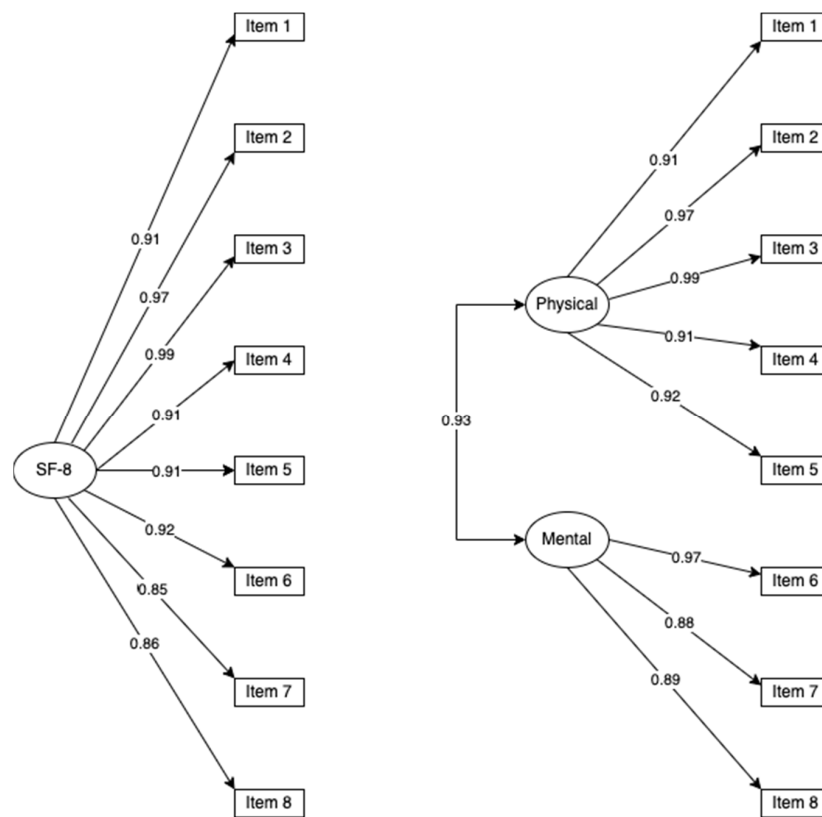 Item 1
Item 2
Item 3
Item 4
Item 5
Item 6
Item 7
Item 8
SF-8
0.91
0.97
0.99
0.91
0.91
0.92
0.85
0.86
Item 1
Item 2
Item 3
Item 4
Item 5
Item 6
Item 7
Item 8
Physical
Mental
0.91
0.97
0.99
0.91
0.92
0.93
0.97
0.88
0.89